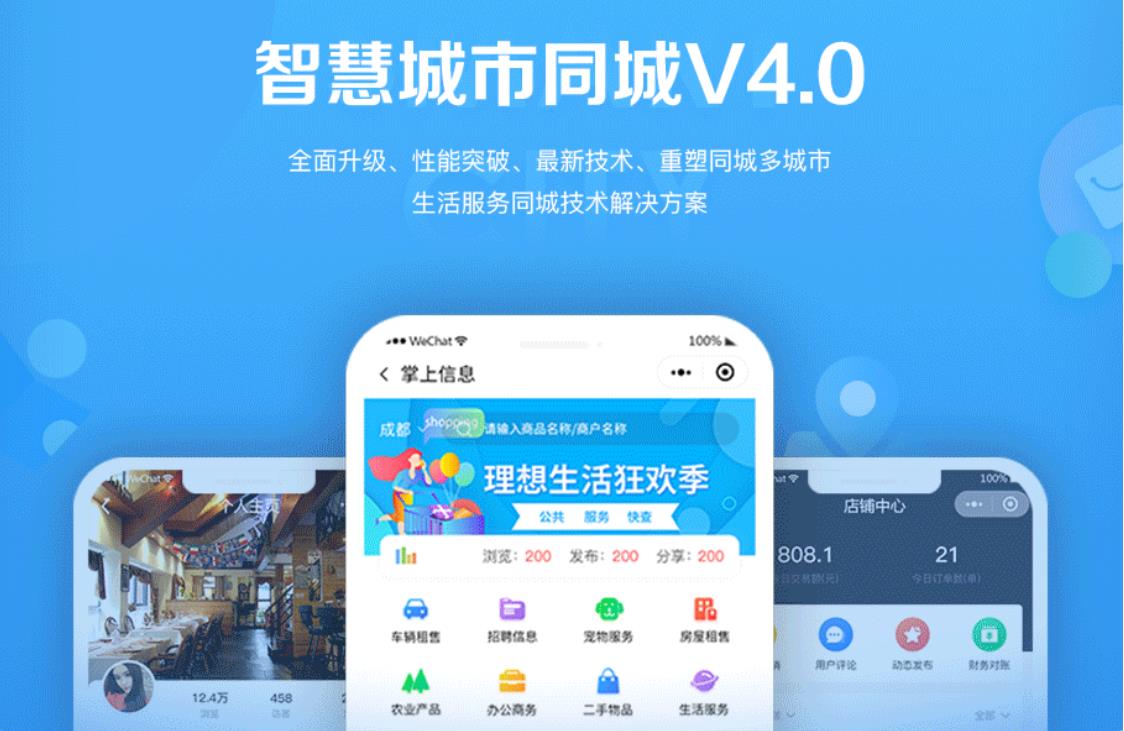 智慧城市同城V4.0
全面升级、性能突破、最新技术、重塑同城多城市
生活服务同城技术解决方案
WeChat 100%
掌上信息
成都 shopping 请输入商品名称/商户名称
理想生活狂欢季
公共 服务 快查
浏览：200 发布：200 分享：200
车辆租售 招聘信息 宠物服务 房屋租售
农业产品 办公商务 二手物品 生活服务
WeChat
个人主页
12.4万 458
浏览 访客
hat 100%
店铺中心
808.1 21
日交易额(元) 今日订单数(单)
用户评论 动态发布 财务对账
全部